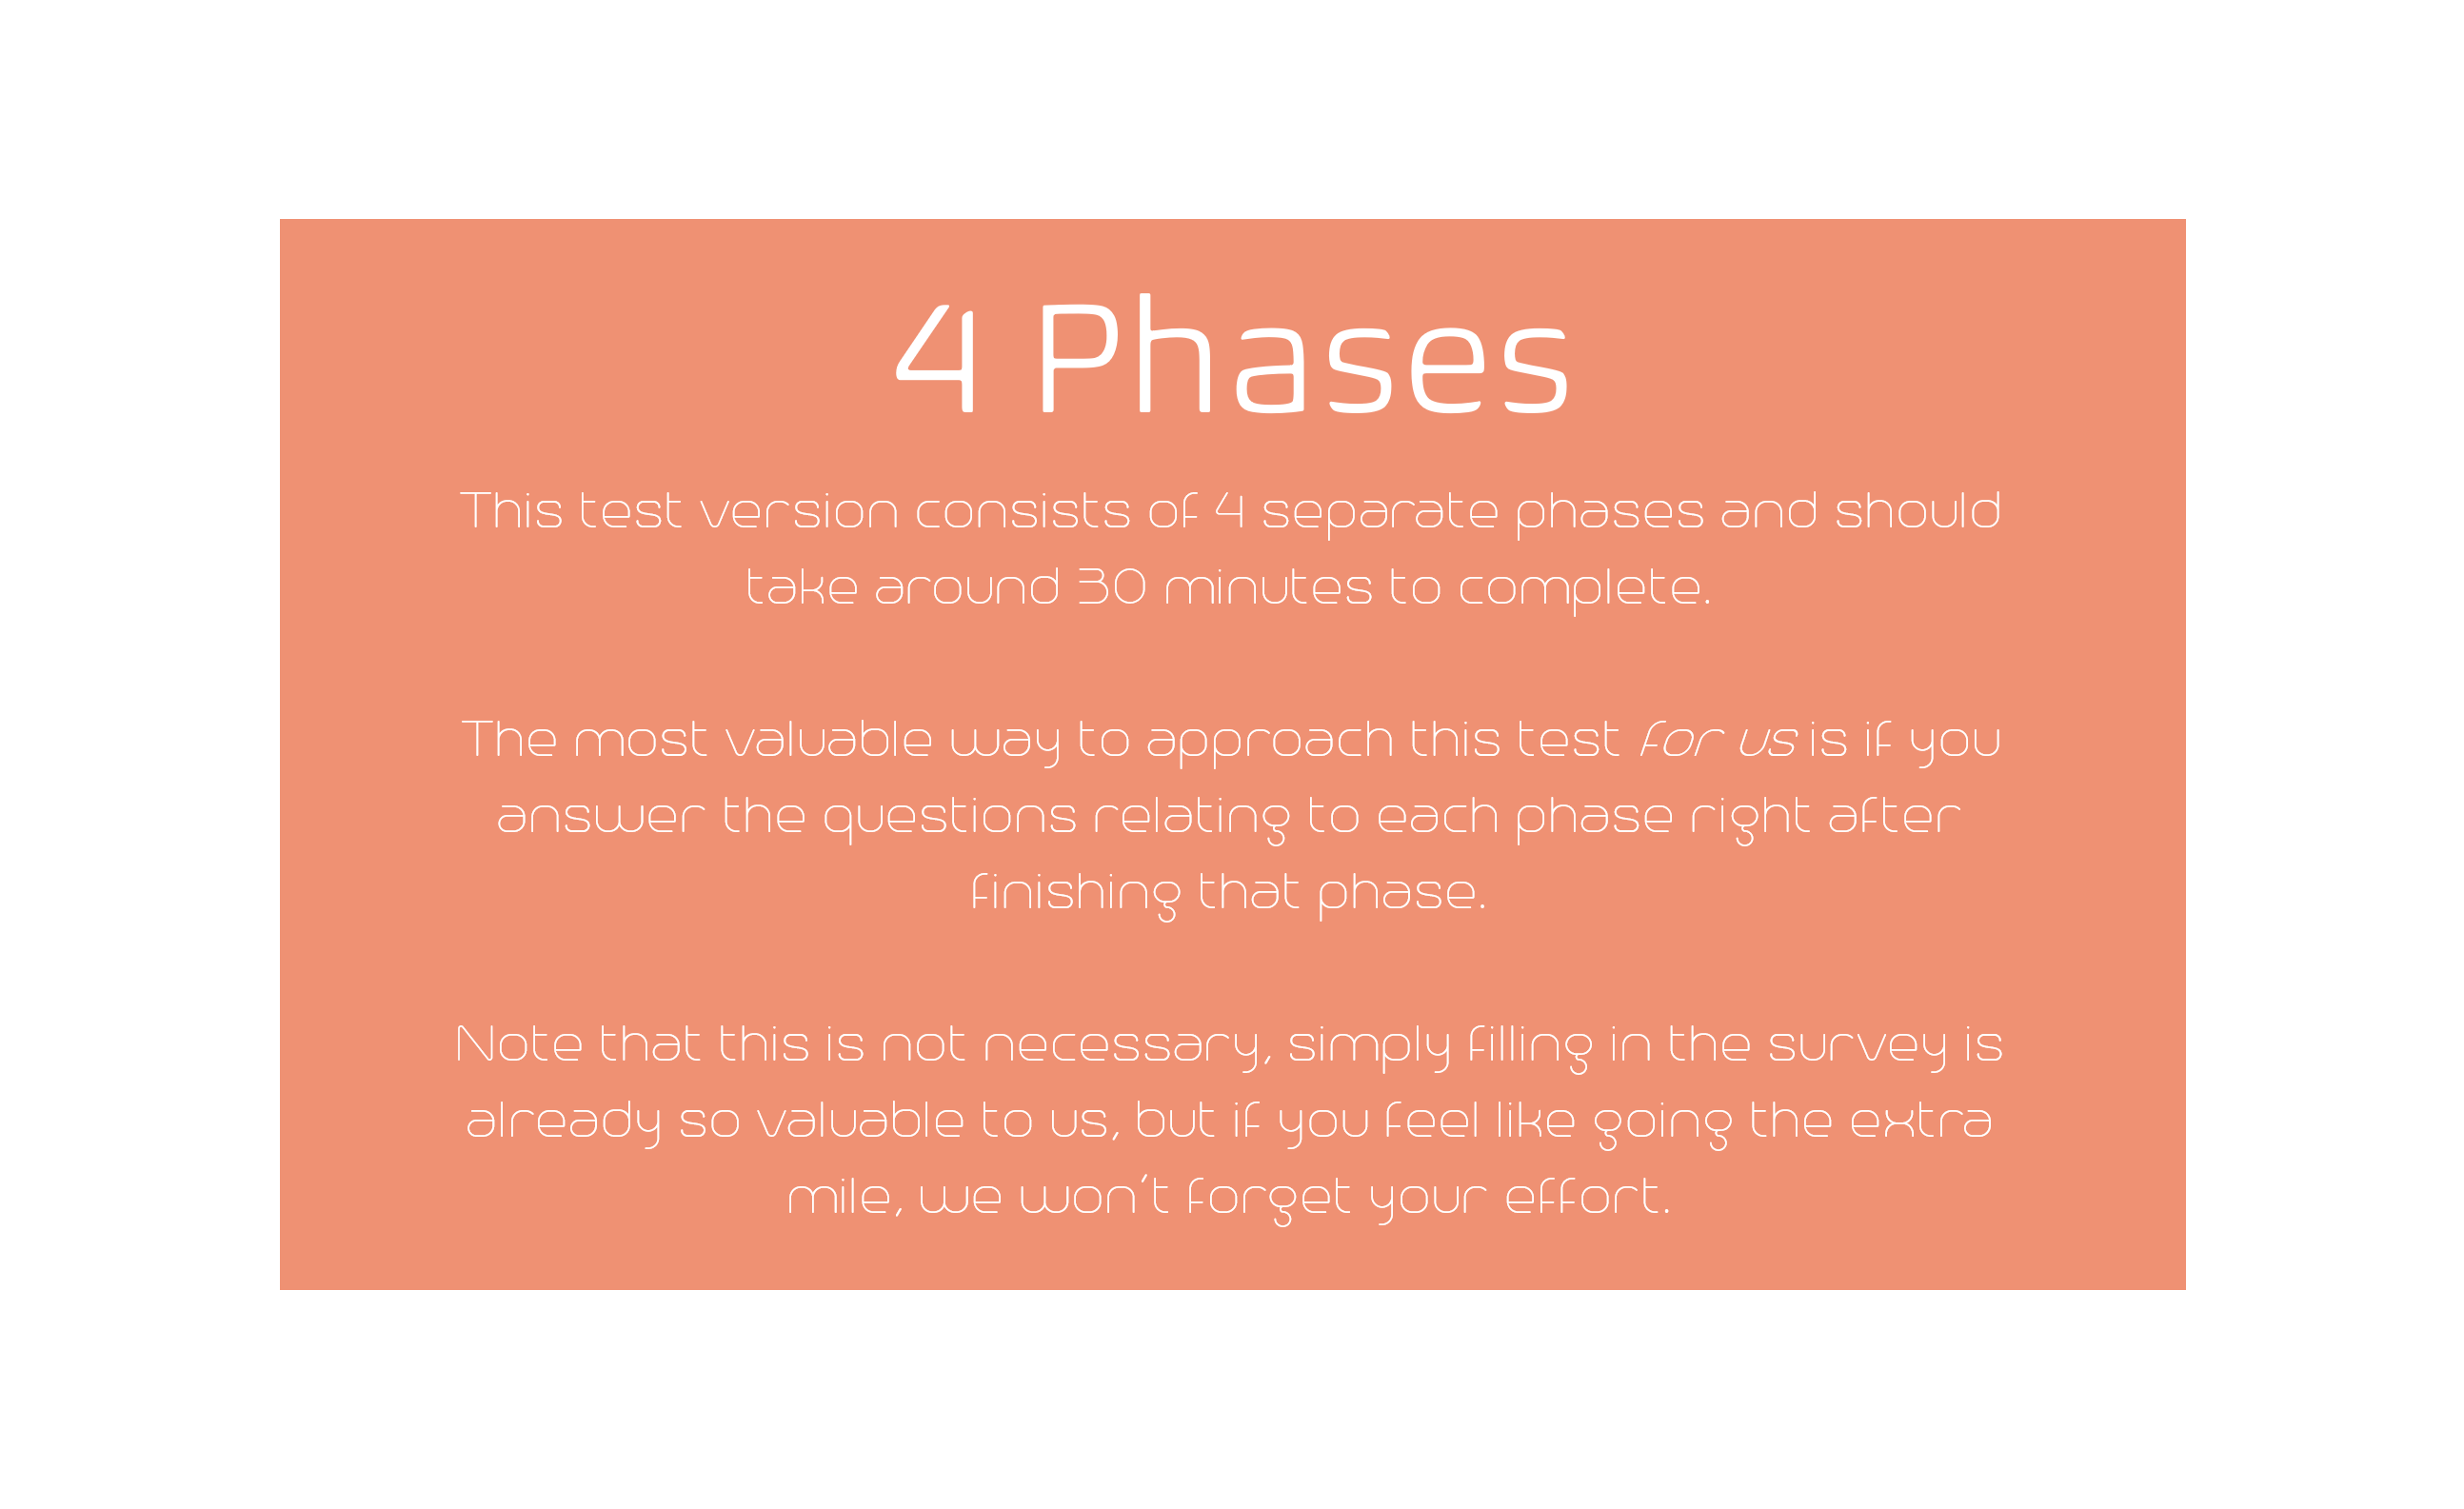 4 Phases
This test version consists of 4 separate phases and should
take around 30 minutes to complete.
The most valuable way to approach this test for us is if you
answer the questions relating to each phase right after
finishing that phase.
Note that this is not necessary, simply filling in the survey is
already so valuable to us, but if you feel like going the extra
mile, we won't forget your effort.